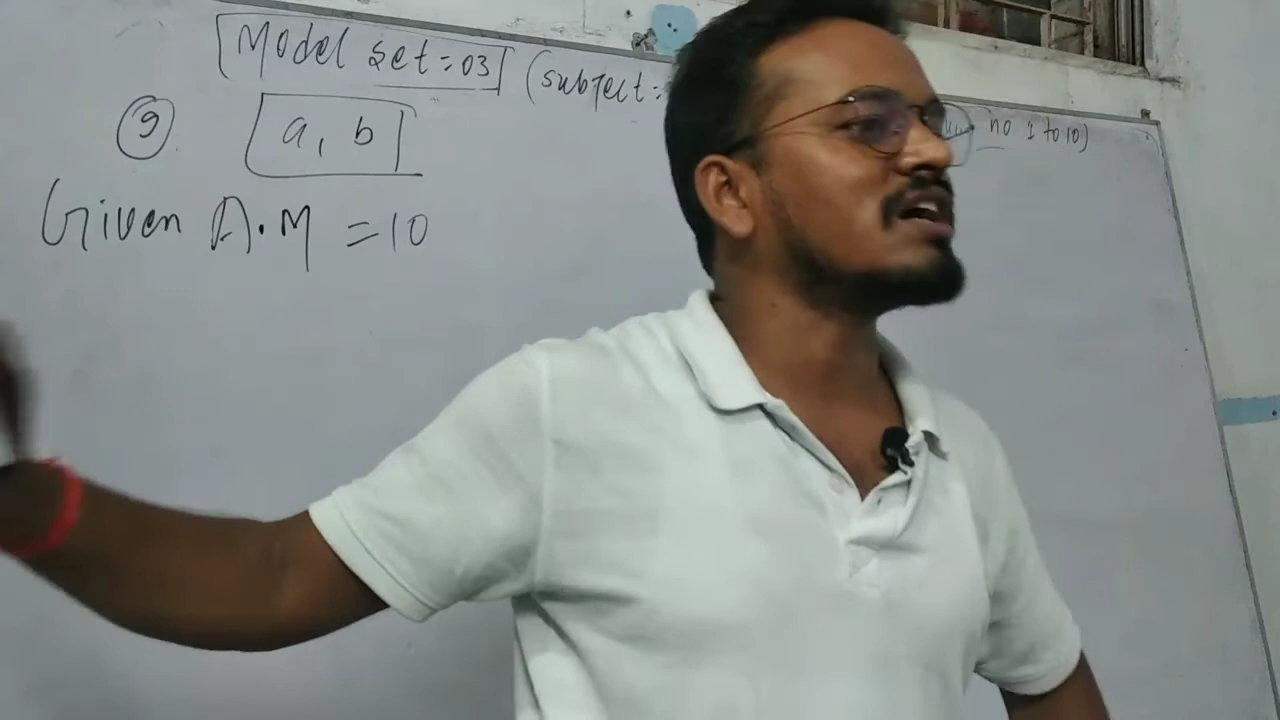 Model set=03 (subject= no 1 to 10)
9. a, b
Given A.M =10